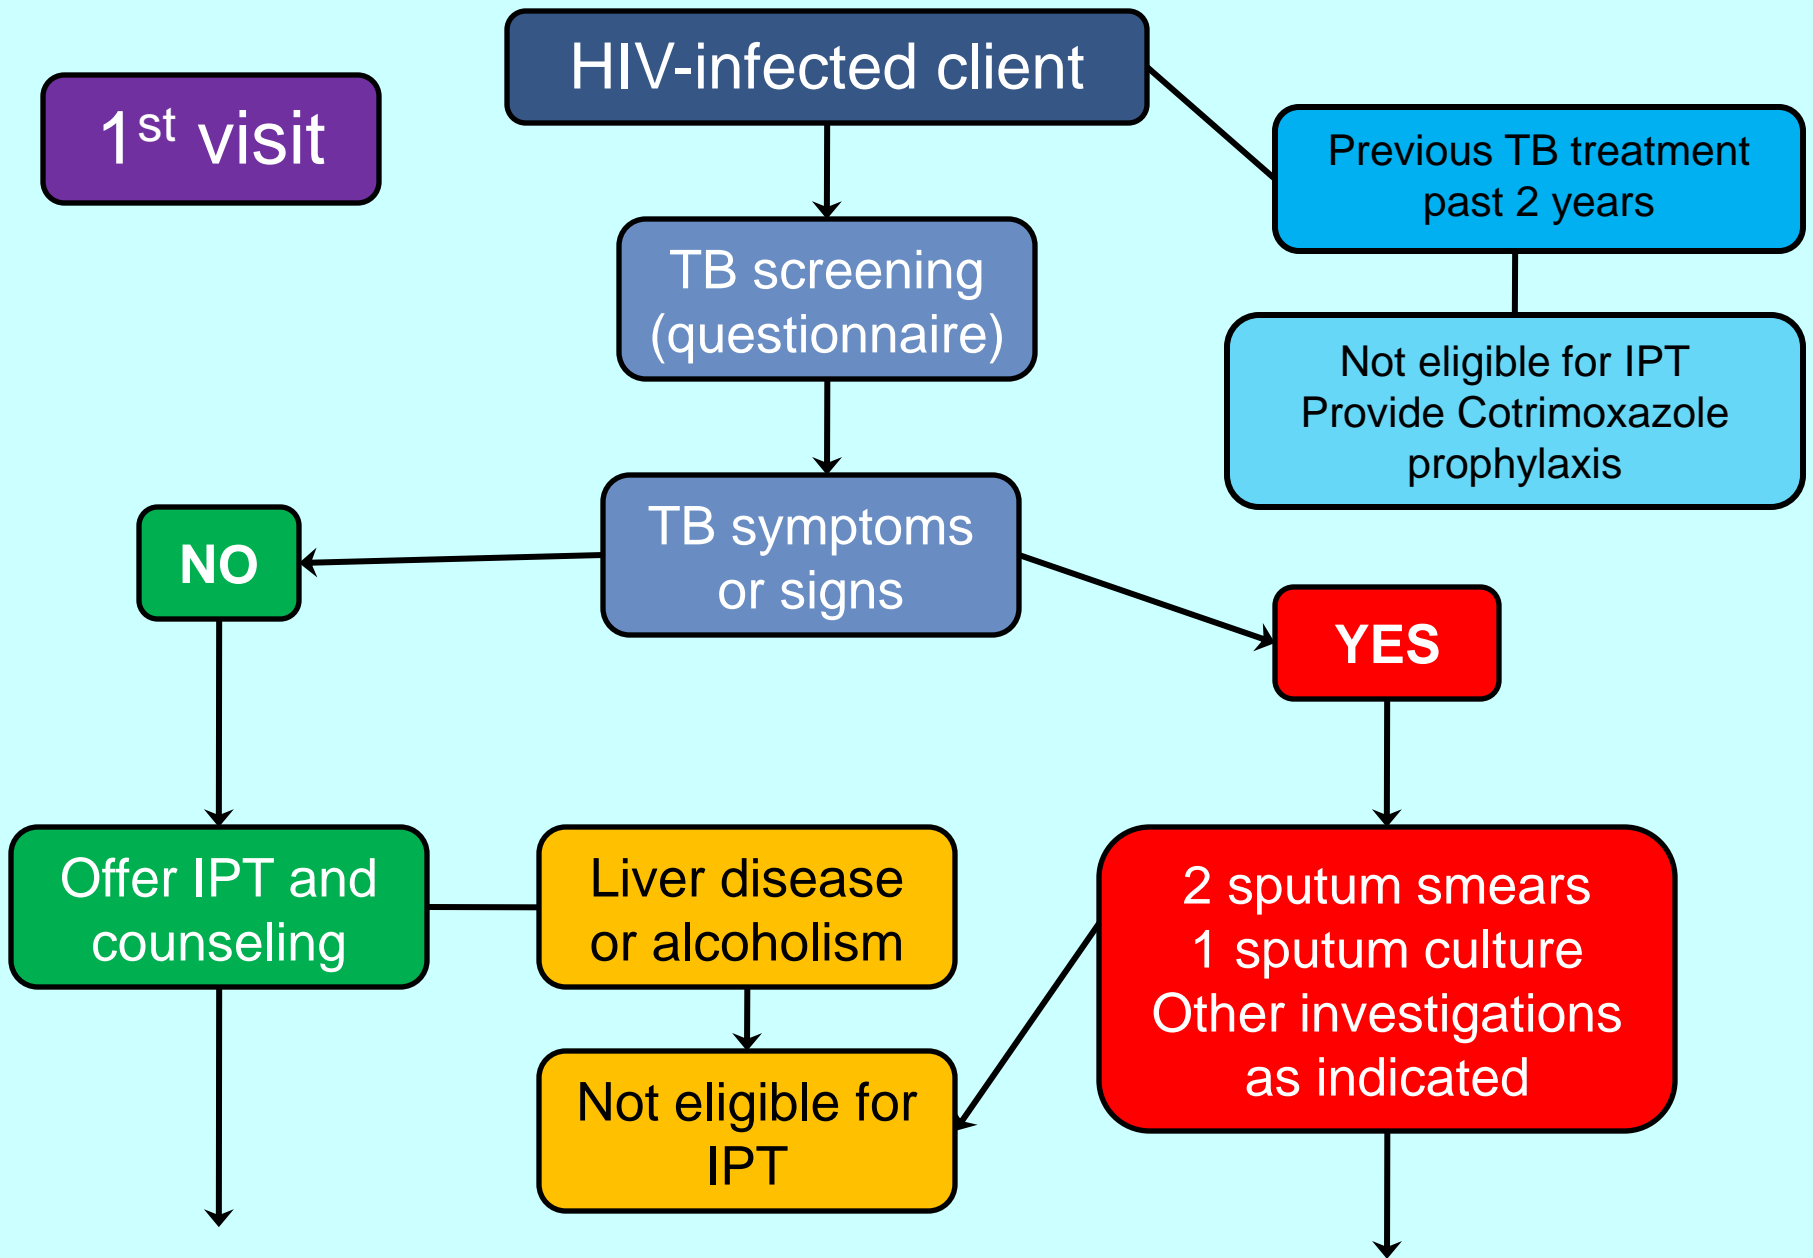 HIV-infected client
1st visit
Previous TB treatment
past 2 years
TB screening
(questionnaire)
Not eligible for IPT
Provide Cotrimoxazole
prophylaxis
TB symptoms
or signs
NO
YES
Offer IPT and
counseling
Liver disease
or alcoholism
2 sputum smears
1 sputum culture
Other investigations
as indicated
Not eligible for
IPT